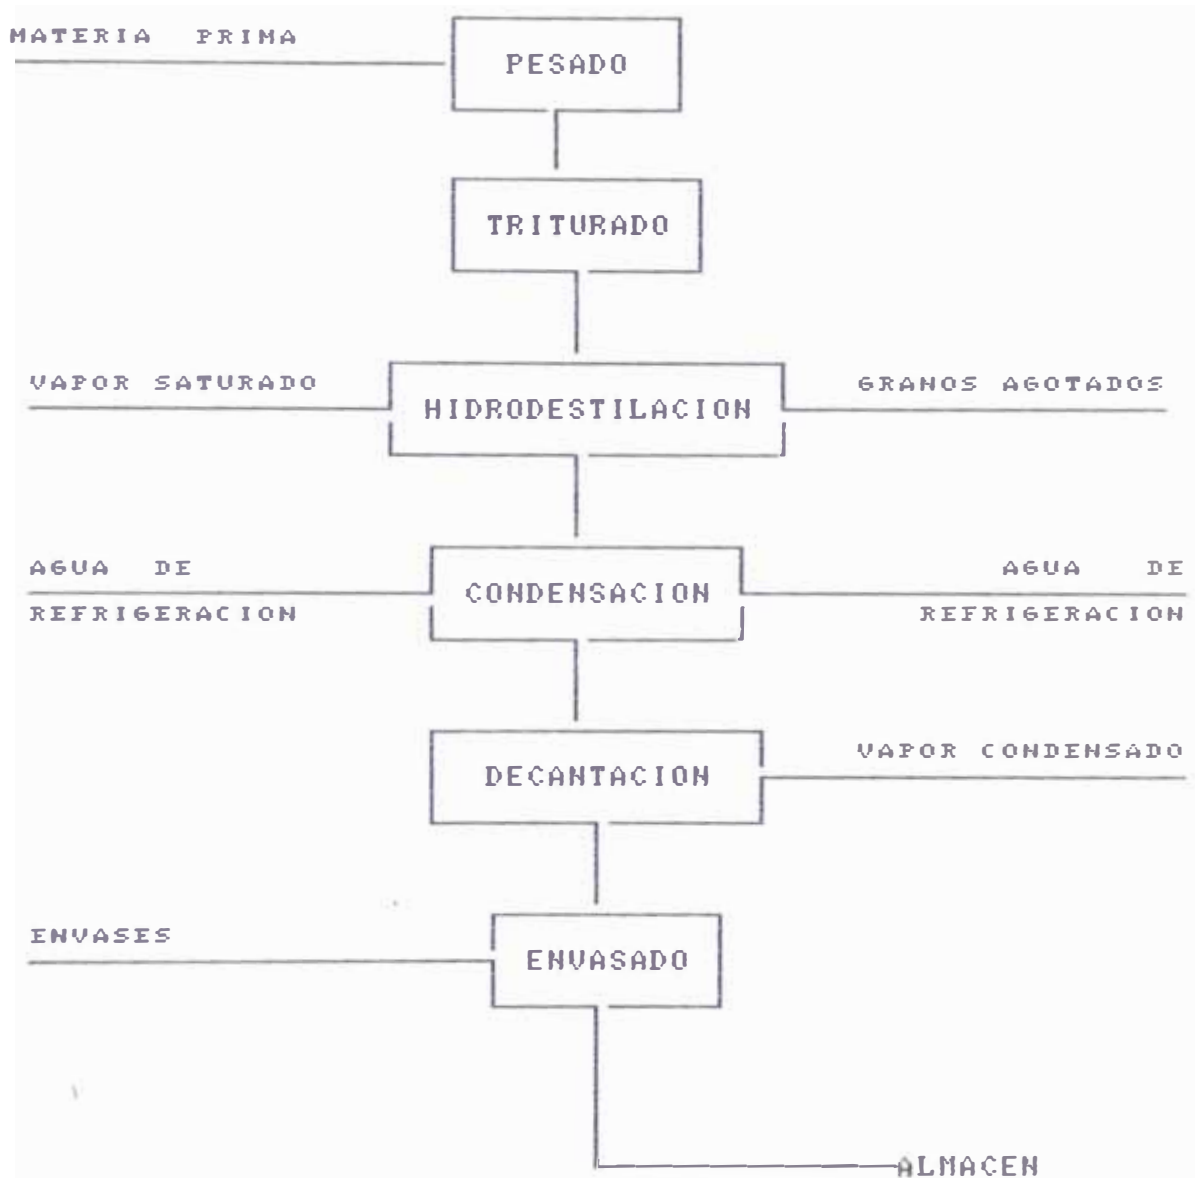 MATERIA PRIMA
PESADO
TRITURADO
VAPOR SATURADO
GRANOS AGOTADOS
HIDRODESTILACION
AGUA DE
REFRIGERACION
CONDENSACION
AGUA DE
REFRIGERACION
VAPOR CONDENSADO
DECANTACION
ENVASES
ENVASADO
ALMACEN